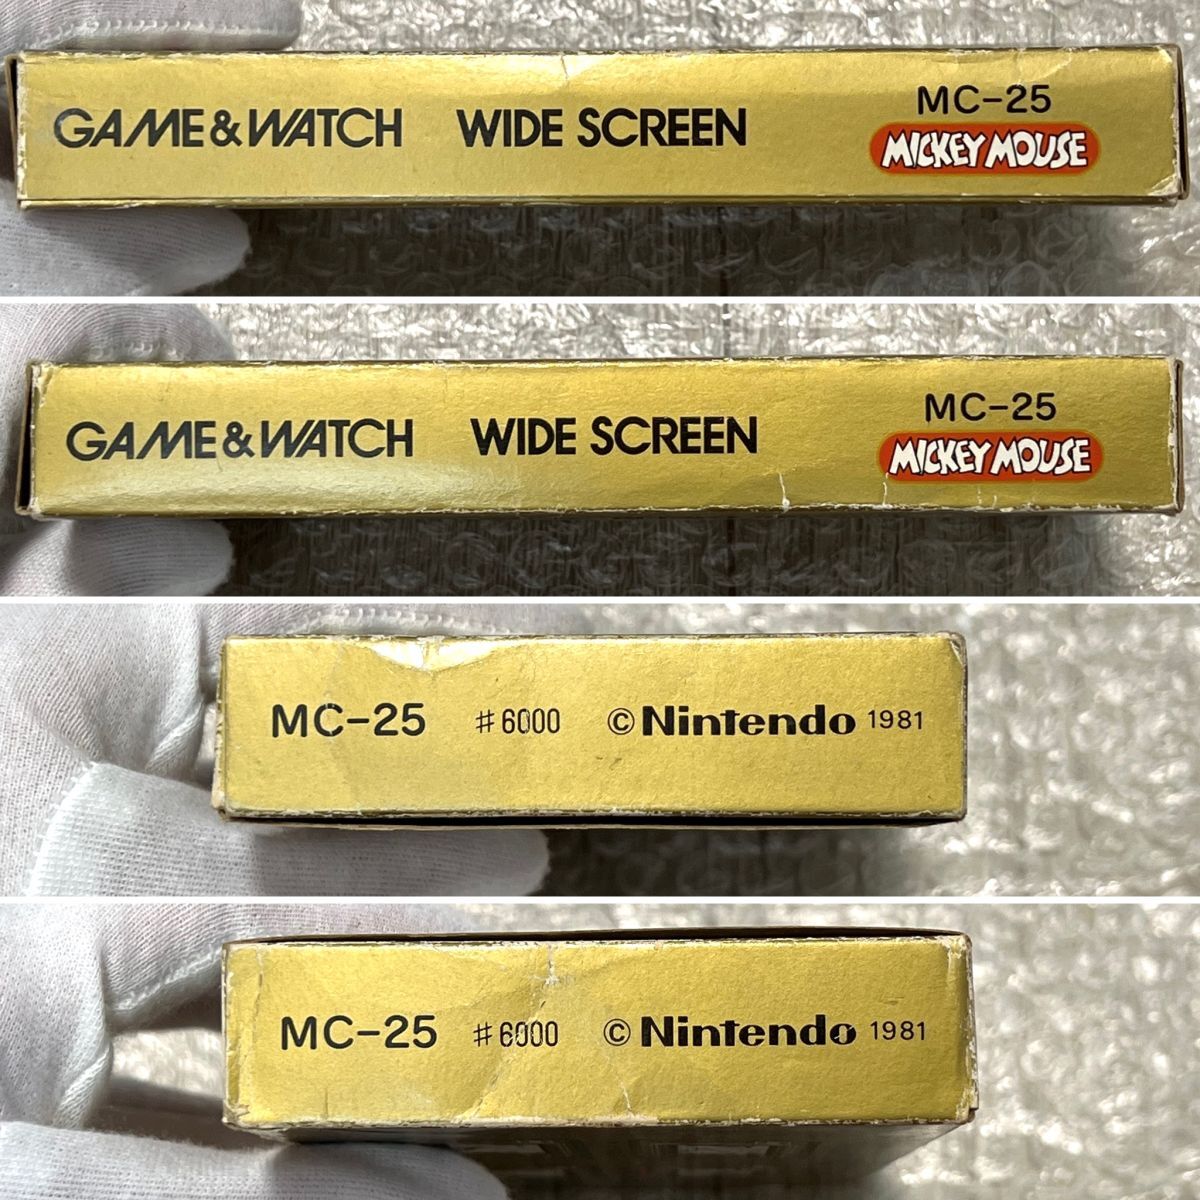 GAME & WATCH WIDE SCREEN MC-25
MICKEY MOUSE
GAME & WATCH WIDE SCREEN MC-25
MICKEY MOUSE
MC-25 #6000 © Nintendo 1981
MC-25 #6000 © Nintendo 1981